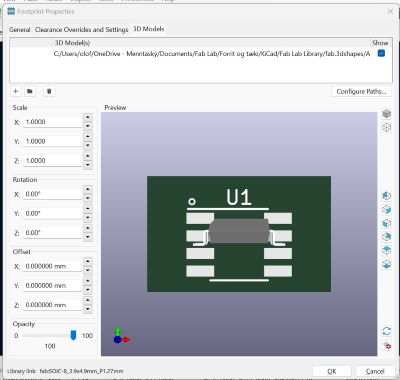 Footprint Properties
General Clearance Overrides and Settings 3D Models
3D Model(s) Show
C:/Users/olof/OneDrive - Menntaský/Documents/Fab Lab/Forrit og tæki/KiCad/Fab Lab Library/fab.3dshapes/A
Configure Paths...
Scale Preview
X: 1.0000
Y: 1.0000
Z: 1.0000
Rotation
X: 0.00°
Y: 0.00°
Z: 0.00°
Offset
X: 0.000000 mm
Y: 0.000000 mm
Z: 0.000000 mm
Opacity
0 100
100
U1
Library link: fabSOIC-8_3.9x4.9mm_P1.27mm
OK Cancel